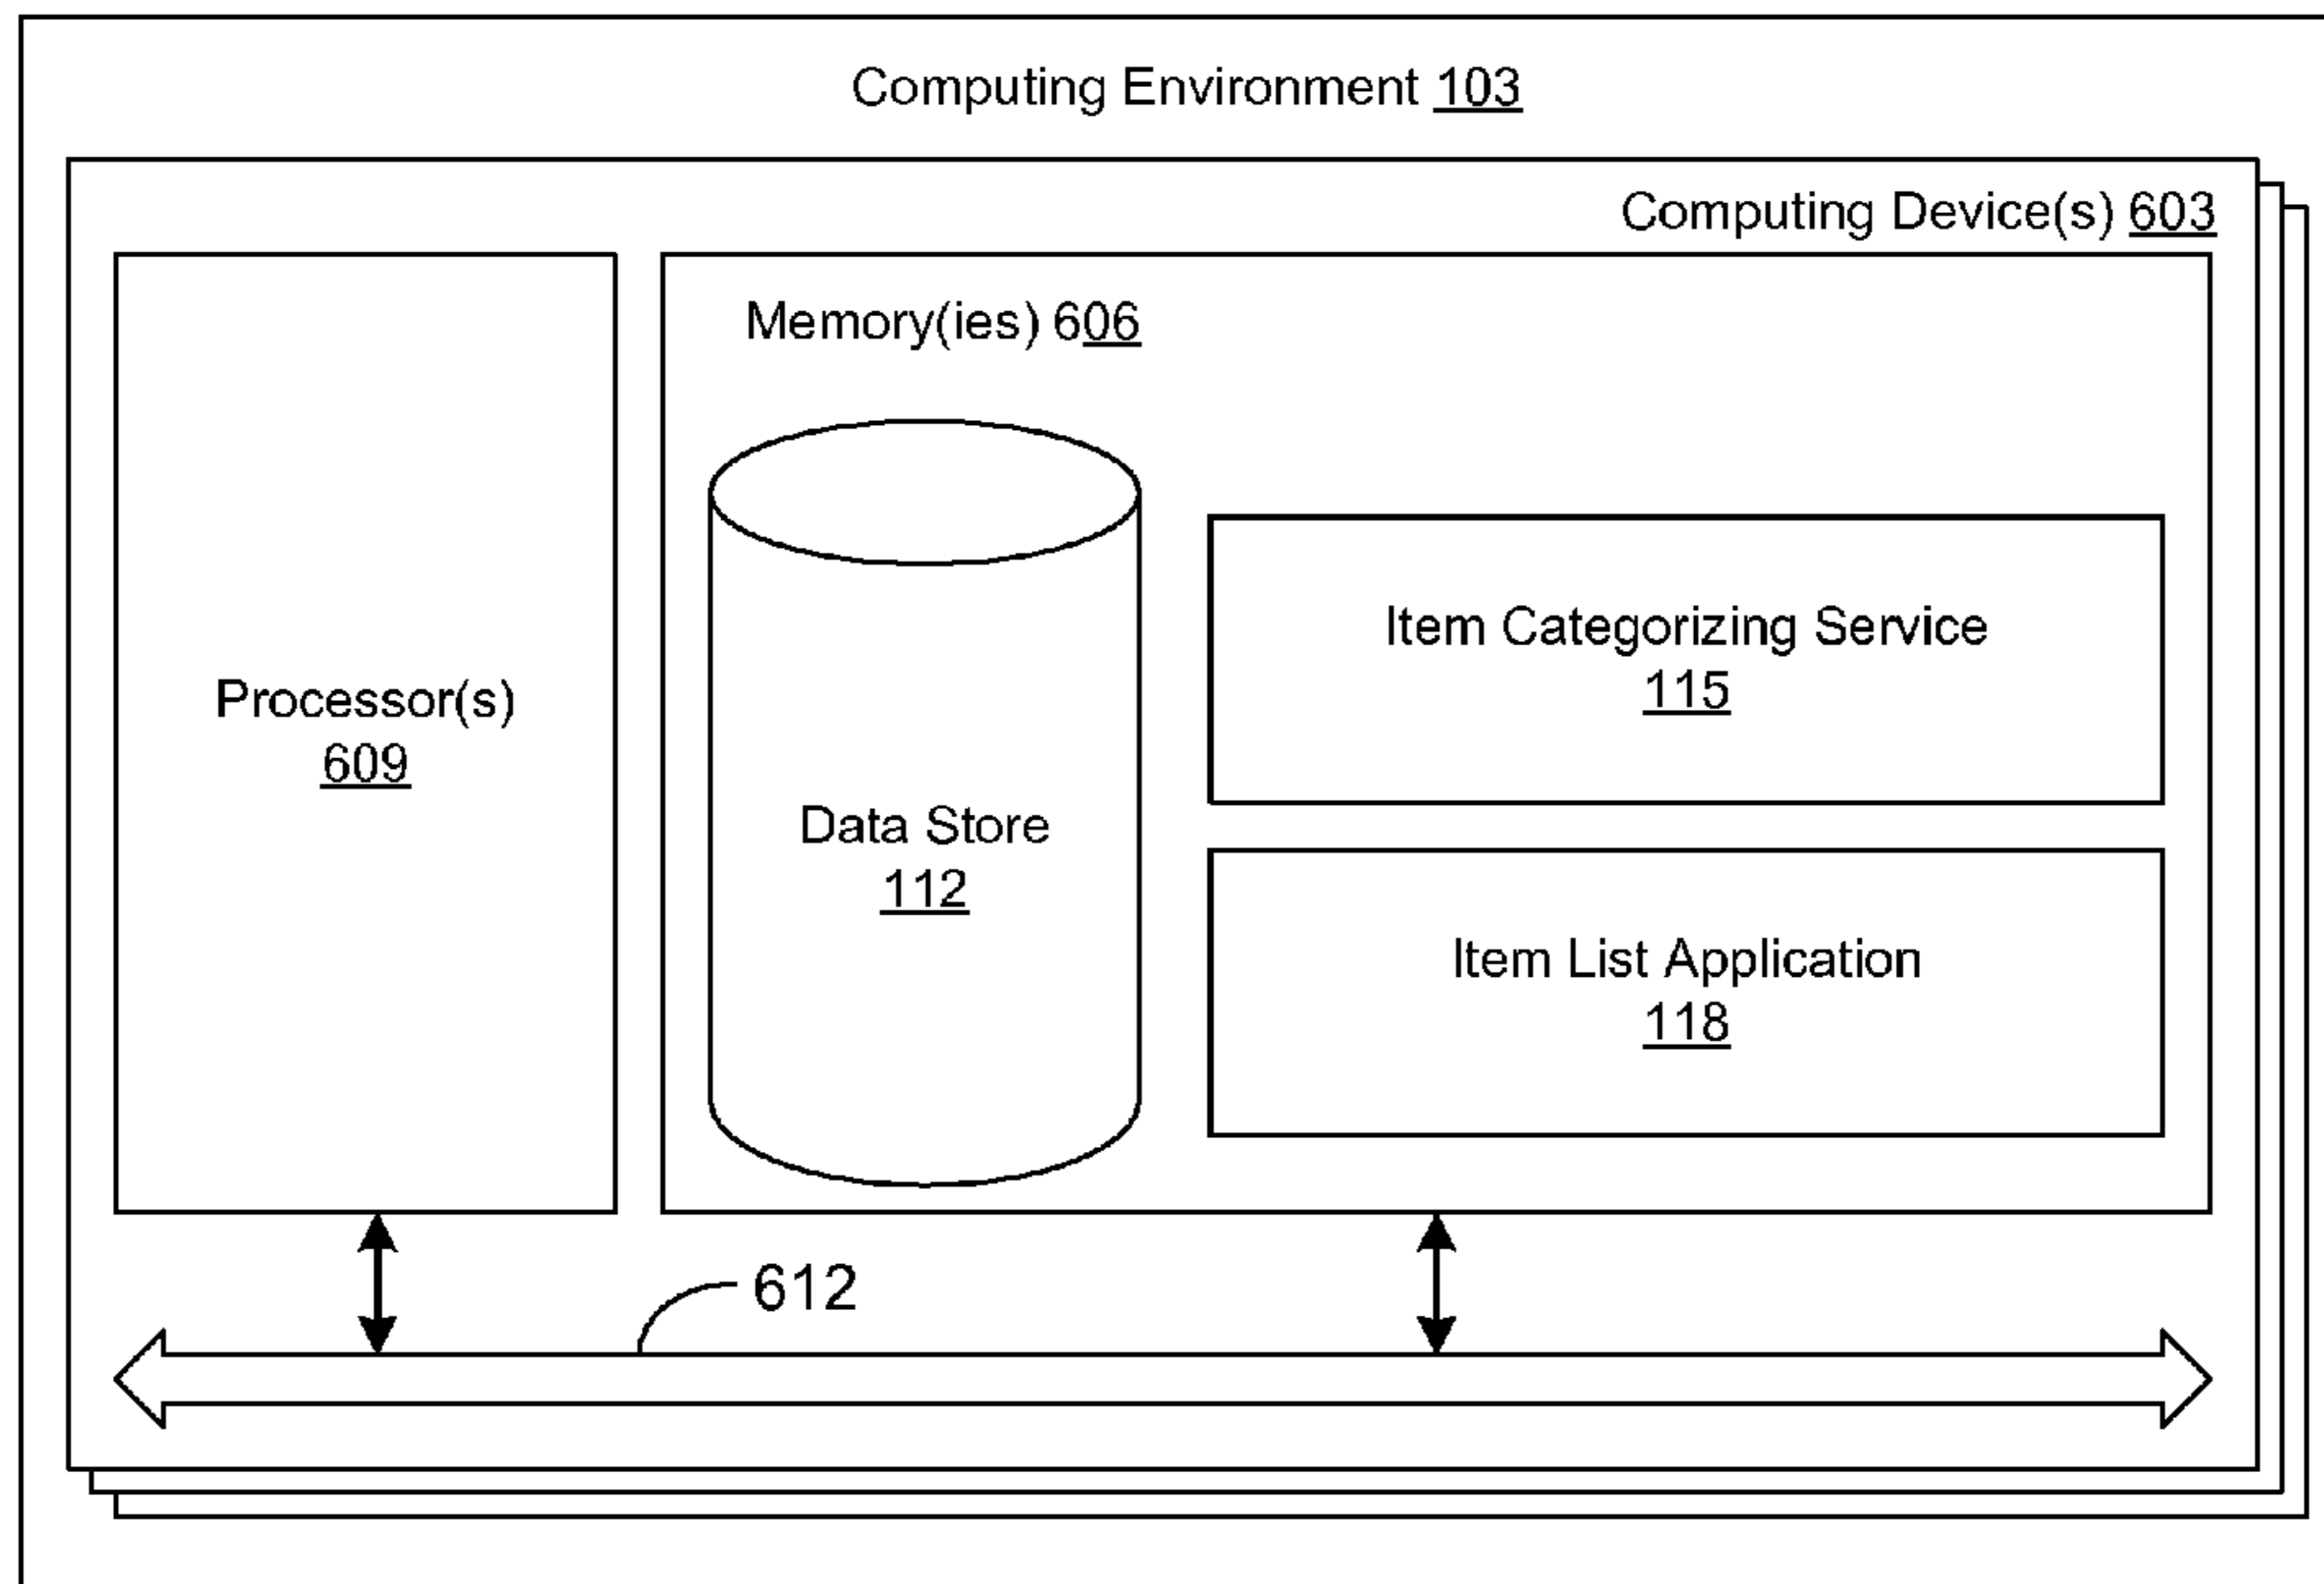 Computing Environment 103
Computing Device(s) 603
Memory(ies) 606
Processor(s)
609
Data Store
112
Item Categorizing Service
115
Item List Application
118
612